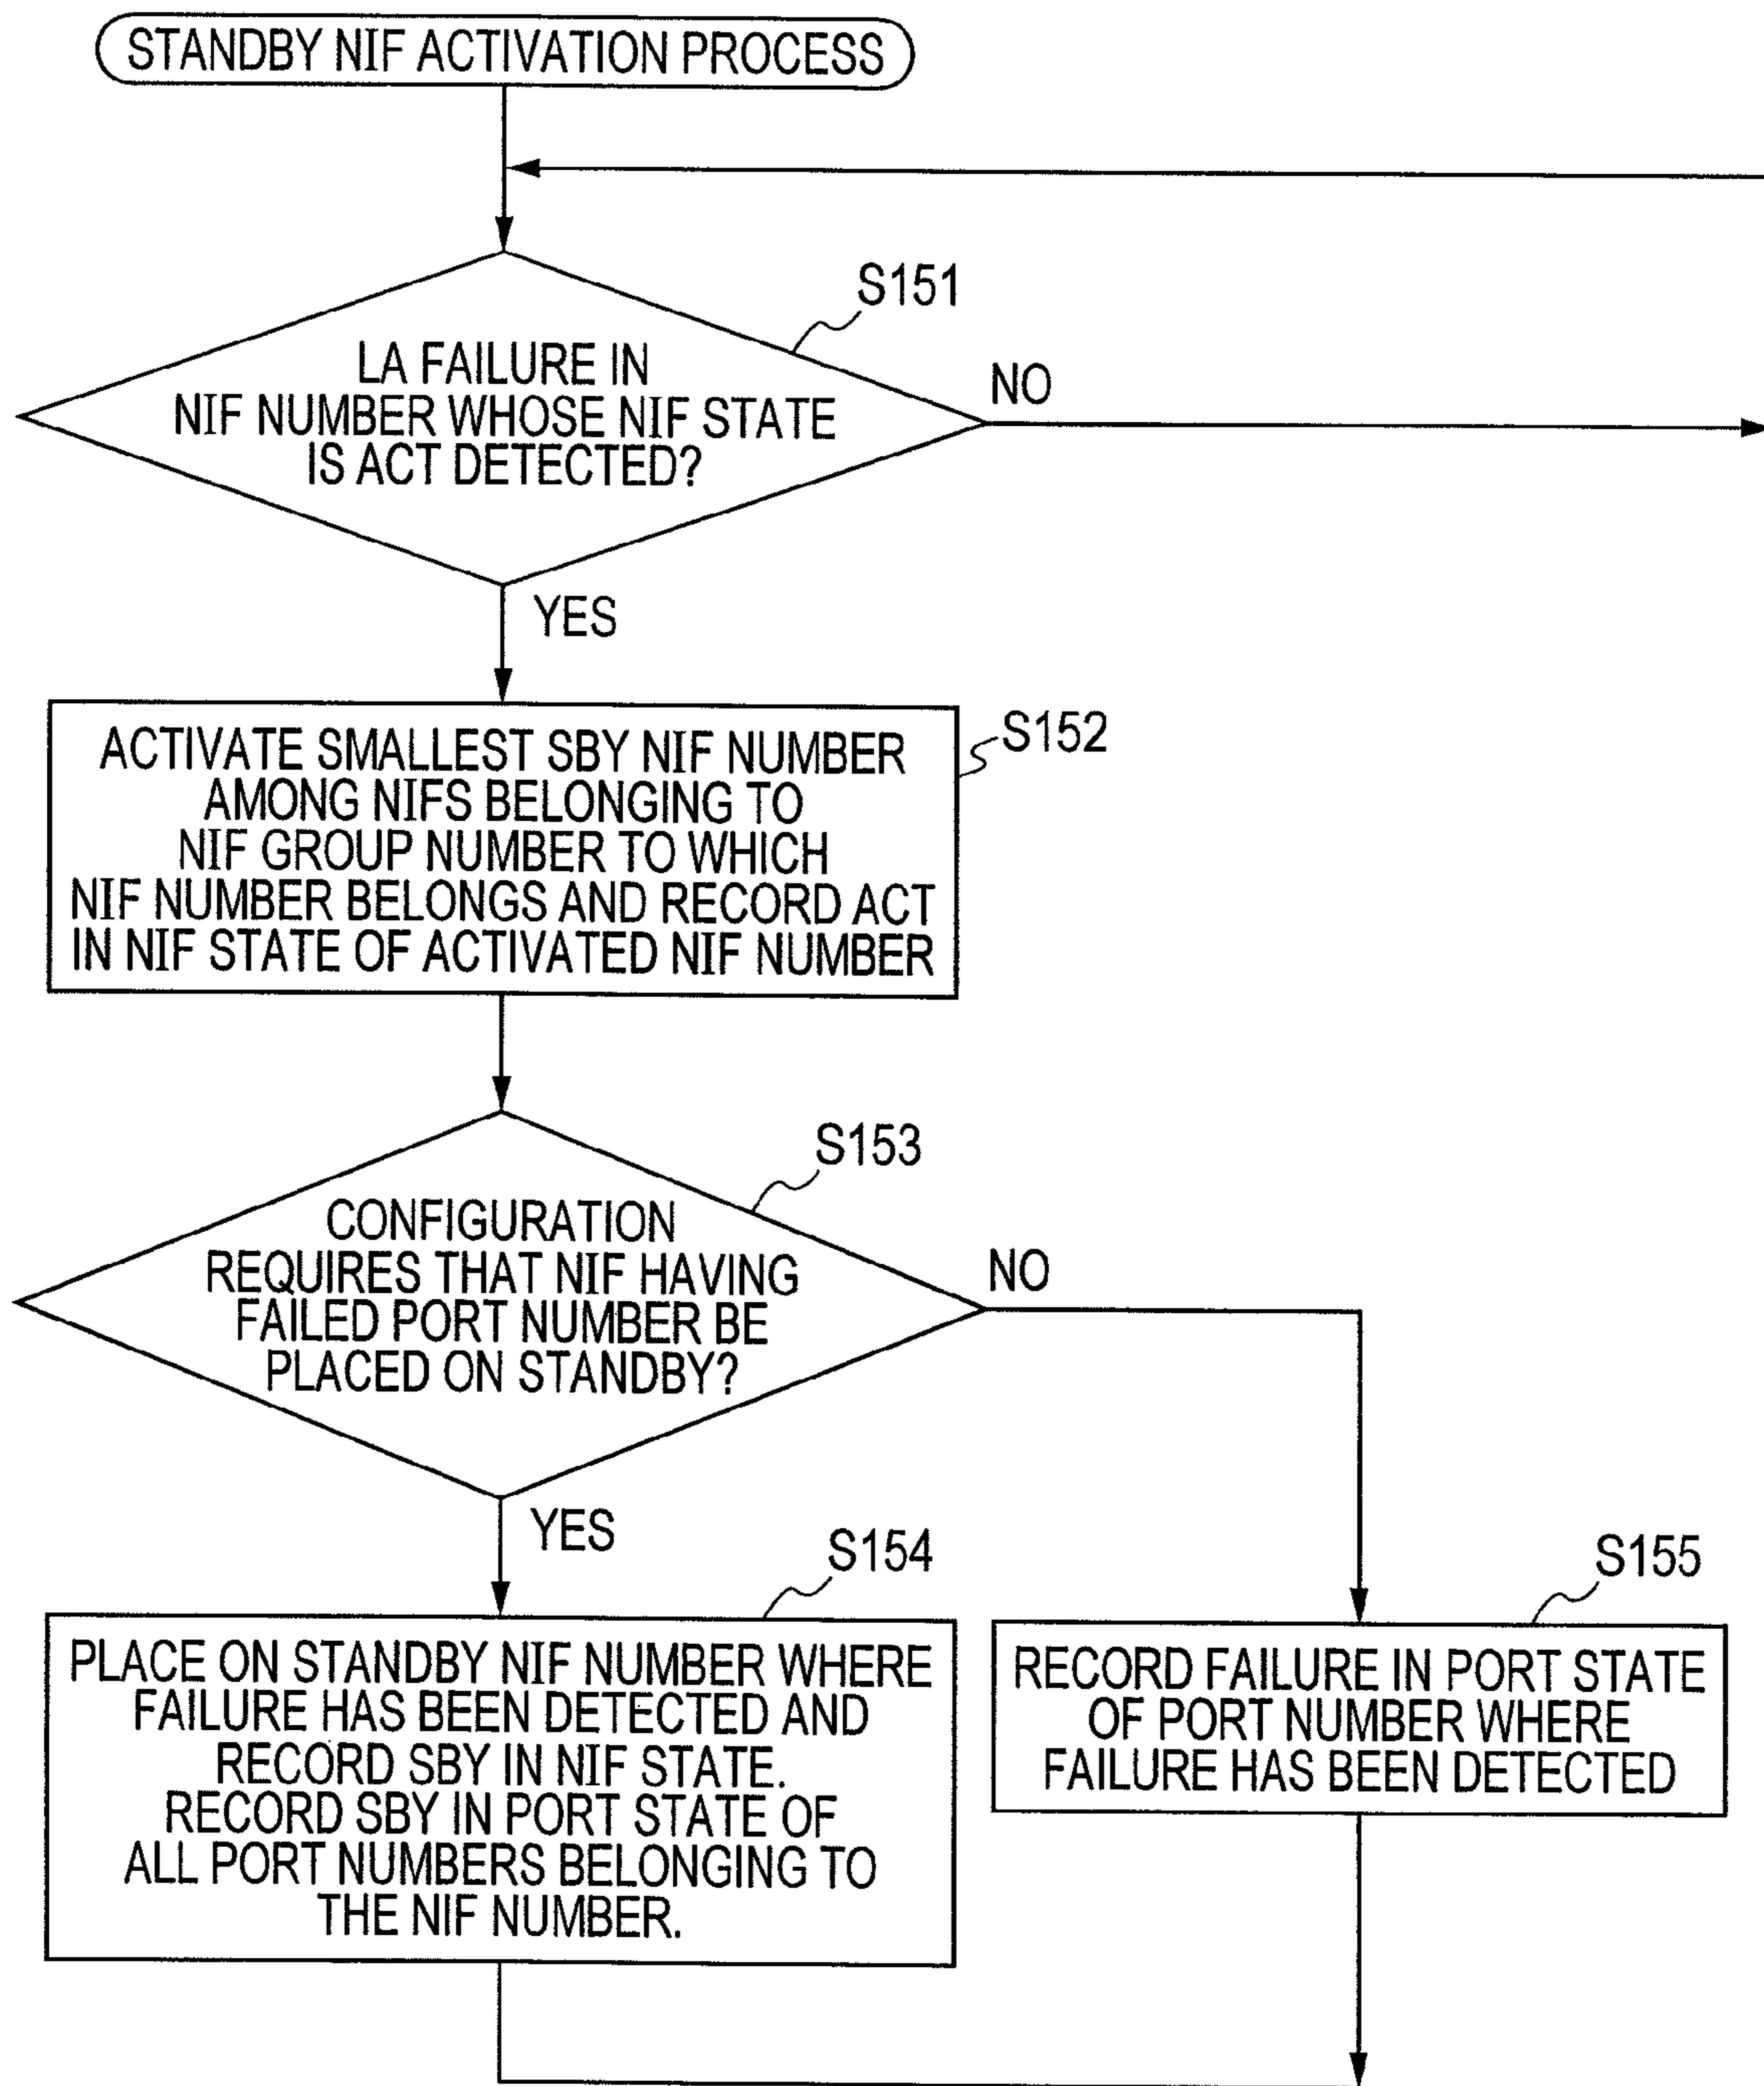 STANDBY NIF ACTIVATION PROCESS
S151
LA FAILURE IN
NIF NUMBER WHOSE NIF STATE
IS ACT DETECTED?
NO
YES
S152
ACTIVATE SMALLEST SBY NIF NUMBER
AMONG NIFS BELONGING TO
NIF GROUP NUMBER TO WHICH
NIF NUMBER BELONGS AND RECORD ACT
IN NIF STATE OF ACTIVATED NIF NUMBER
S153
CONFIGURATION
REQUIRES THAT NIF HAVING
FAILED PORT NUMBER BE
PLACED ON STANDBY?
NO
YES
S154
PLACE ON STANDBY NIF NUMBER WHERE
FAILURE HAS BEEN DETECTED AND
RECORD SBY IN NIF STATE.
RECORD SBY IN PORT STATE OF
ALL PORT NUMBERS BELONGING TO
THE NIF NUMBER.
S155
RECORD FAILURE IN PORT STATE
OF PORT NUMBER WHERE
FAILURE HAS BEEN DETECTED